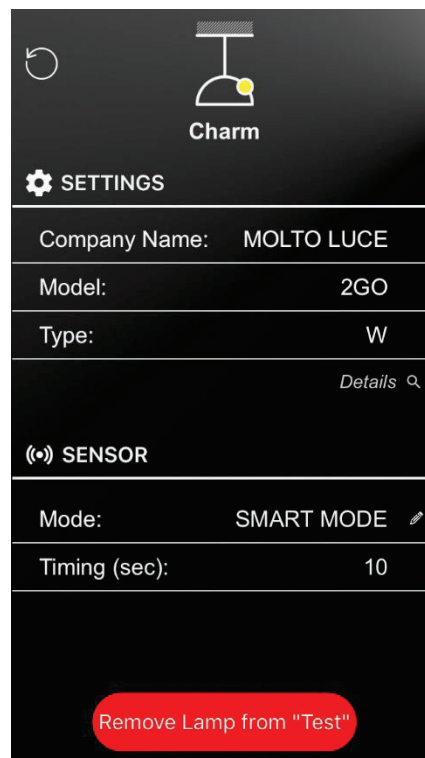 Charm
SETTINGS
Company Name: MOLTO LUCE
Model: 2GO
Type: W
Details
SENSOR
Mode: SMART MODE
Timing (sec): 10
Remove Lamp from "Test"